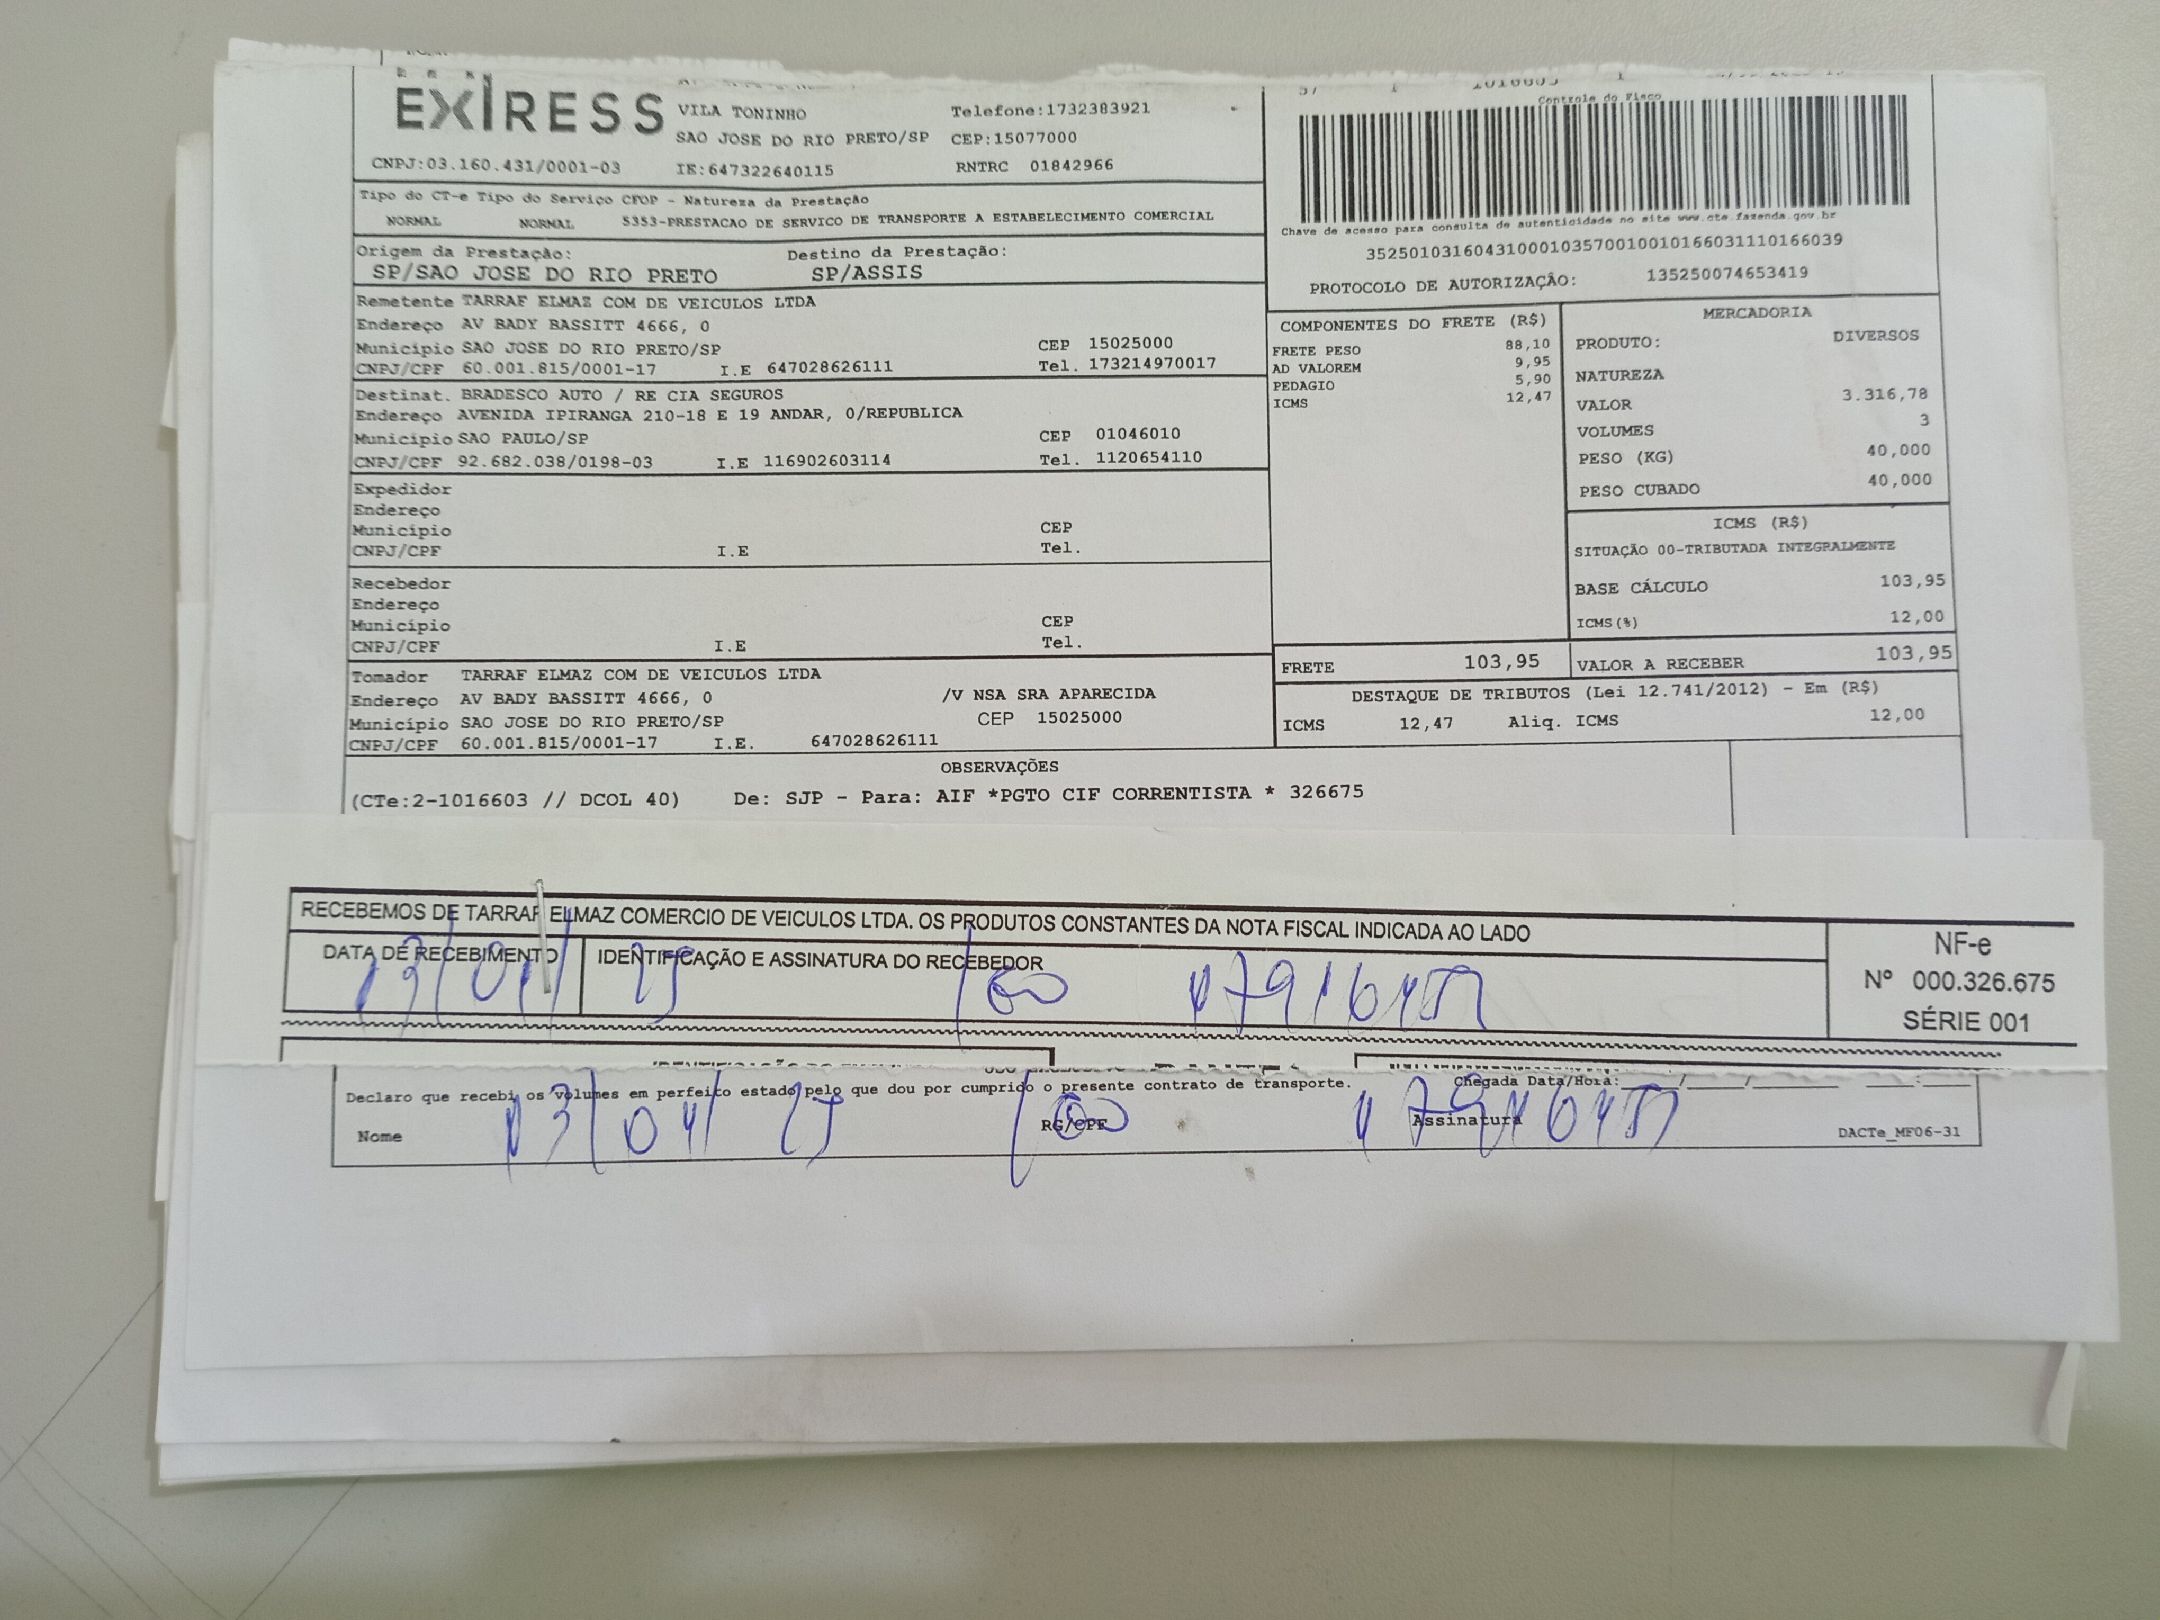 EXPRESS
VILA TONINHO Telefone:1732383921
SAO JOSE DO RIO PRETO/SP CEP:15077000
CNPJ:03.160.431/0001-03 IE:647322640115 RNTRC 01842966
Controle do Fisco
Chave de acesso para consulta de autenticidade no site www.cte.fazenda.gov.br
35250103160431000103570010010166031110166039
PROTOCOLO DE AUTORIZAÇÃO: 135250074653419
Tipo do CT-e Tipo do Serviço CFOP - Natureza da Prestação
NORMAL NORMAL 5353-PRESTACAO DE SERVICO DE TRANSPORTE A ESTABELECIMENTO COMERCIAL
Origem da Prestação: Destino da Prestação:
SP/SAO JOSE DO RIO PRETO SP/ASSIS
Remetente TARRAF ELMAZ COM DE VEICULOS LTDA
Endereço AV BADY BASSITT 4666, 0
Município SAO JOSE DO RIO PRETO/SP CEP 15025000
CNPJ/CPF 60.001.815/0001-17 I.E 647028626111 Tel. 173214970017
Destinat. BRADESCO AUTO / RE CIA SEGUROS
Endereço AVENIDA IPIRANGA 210-18 E 19 ANDAR, 0/REPUBLICA
Município SAO PAULO/SP CEP 01046010
CNPJ/CPF 92.682.038/0198-03 I.E 116902603114 Tel. 1120654110
Expedidor
Endereço
Município CEP
CNPJ/CPF I.E Tel.
Recebedor
Endereço
Município CEP
CNPJ/CPF I.E Tel.
Tomador TARRAF ELMAZ COM DE VEICULOS LTDA
Endereço AV BADY BASSITT 4666, 0 /V NSA SRA APARECIDA
Município SAO JOSE DO RIO PRETO/SP CEP 15025000
CNPJ/CPF 60.001.815/0001-17 I.E. 647028626111
COMPONENTES DO FRETE (R$)
FRETE PESO 88,10
AD VALOREM 9,95
PEDAGIO 5,90
ICMS 12,47
MERCADORIA
PRODUTO: DIVERSOS
NATUREZA
VALOR 3.316,78
VOLUMES 3
PESO (KG) 40,000
PESO CUBADO 40,000
ICMS (R$)
SITUAÇÃO 00-TRIBUTADA INTEGRALMENTE
BASE CÁLCULO 103,95
ICMS(%) 12,00
FRETE 103,95 VALOR A RECEBER 103,95
DESTAQUE DE TRIBUTOS (Lei 12.741/2012) - Em (R$)
ICMS 12,47 Aliq. ICMS 12,00
OBSERVAÇÕES
(CTe:2-1016603 // DCOL 40) De: SJP - Para: AIF *PGTO CIF CORRENTISTA * 326675
RECEBEMOS DE TARRAF ELMAZ COMERCIO DE VEICULOS LTDA. OS PRODUTOS CONSTANTES DA NOTA FISCAL INDICADA AO LADO
DATA DE RECEBIMENTO IDENTIFICAÇÃO E ASSINATURA DO RECEBEDOR
NF-e
Nº 000.326.675
SÉRIE 001
Declaro que recebi os volumes em perfeito estado pelo que dou por cumprido o presente contrato de transporte. Chegada Data/Hora:
Nome RG/CPF Assinatura
DACTe_MF06-31